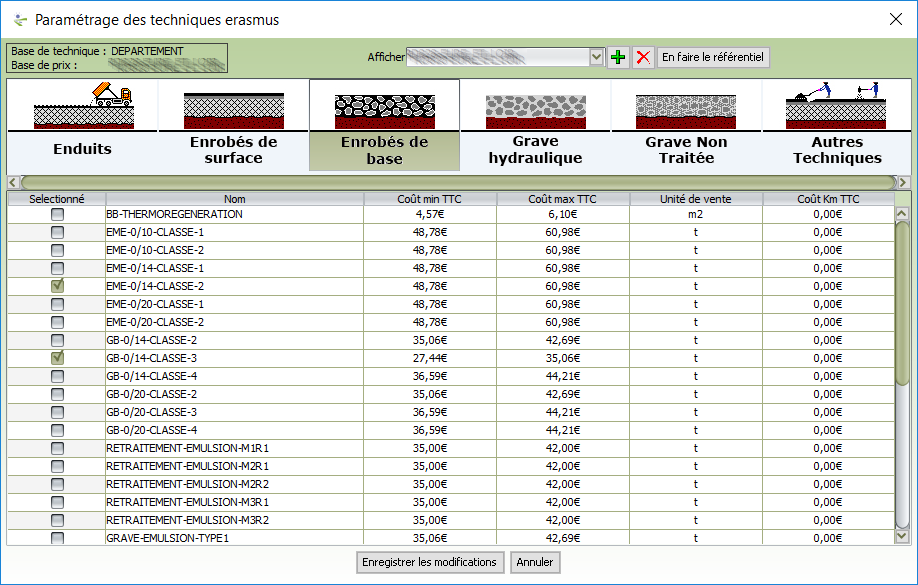 Paramétrage des techniques erasmus
Base de technique : DEPARTEMENT
Base de prix :
Afficher
En faire le référentiel
Enduits
Enrobés de surface
Enrobés de base
Grave hydraulique
Grave Non Traitée
Autres Techniques
Selectionné Nom Coût min TTC Coût max TTC Unité de vente Coût Km TTC
BB-THERMOREGENERATION 4,57€ 6,10€ m2 0,00€
EME-0/10-CLASSE-1 48,78€ 60,98€ t 0,00€
EME-0/10-CLASSE-2 48,78€ 60,98€ t 0,00€
EME-0/14-CLASSE-1 48,78€ 60,98€ t 0,00€
EME-0/14-CLASSE-2 48,78€ 60,98€ t 0,00€
EME-0/20-CLASSE-1 48,78€ 60,98€ t 0,00€
EME-0/20-CLASSE-2 48,78€ 60,98€ t 0,00€
GB-0/14-CLASSE-2 35,06€ 42,69€ t 0,00€
GB-0/14-CLASSE-3 27,44€ 35,06€ t 0,00€
GB-0/14-CLASSE-4 36,59€ 44,21€ t 0,00€
GB-0/20-CLASSE-2 35,06€ 42,69€ t 0,00€
GB-0/20-CLASSE-3 36,59€ 44,21€ t 0,00€
GB-0/20-CLASSE-4 36,59€ 44,21€ t 0,00€
RETRAITEMENT-EMULSION-M1R1 35,00€ 42,00€ t 0,00€
RETRAITEMENT-EMULSION-M2R1 35,00€ 42,00€ t 0,00€
RETRAITEMENT-EMULSION-M2R2 35,00€ 42,00€ t 0,00€
RETRAITEMENT-EMULSION-M3R1 35,00€ 42,00€ t 0,00€
RETRAITEMENT-EMULSION-M3R2 35,00€ 42,00€ t 0,00€
GRAVE-EMULSION-TYPE1 35,06€ 42,69€ t 0,00€
Enregistrer les modifications
Annuler